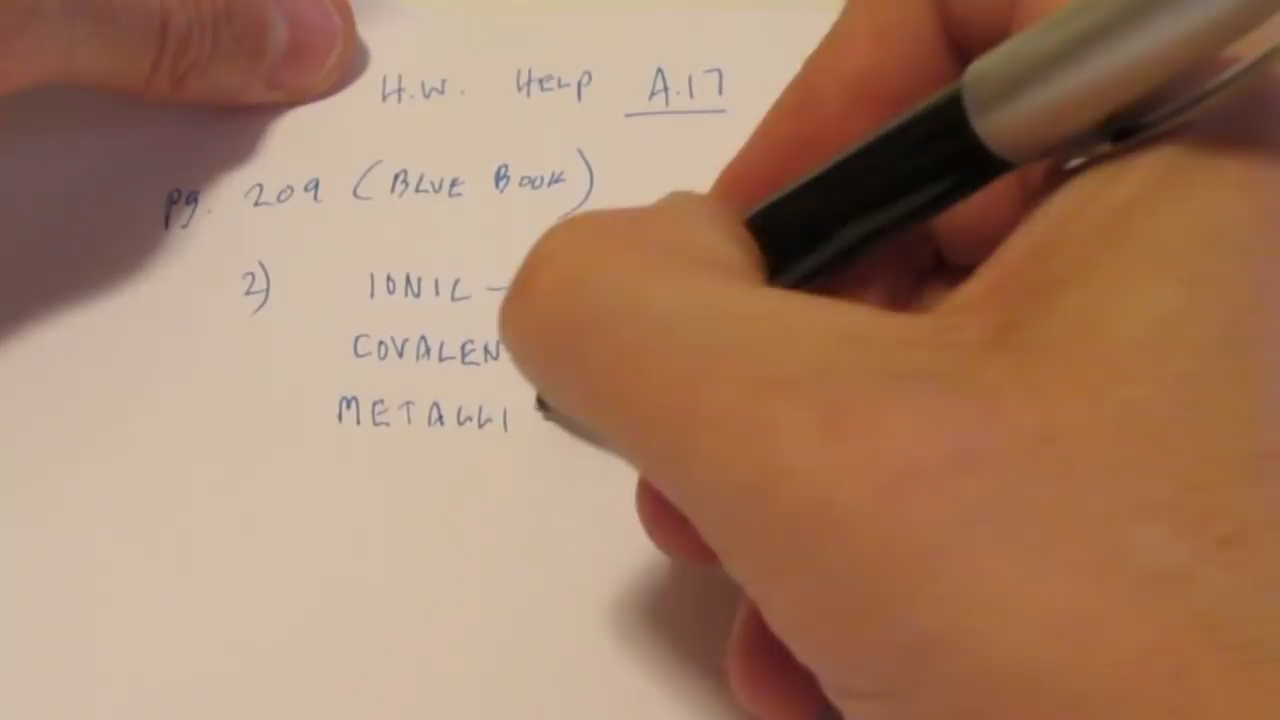 H.W. HELP A.17
pg. 209 (BLUE BOOK)
2) IONIC -
COVALEN
METALLI